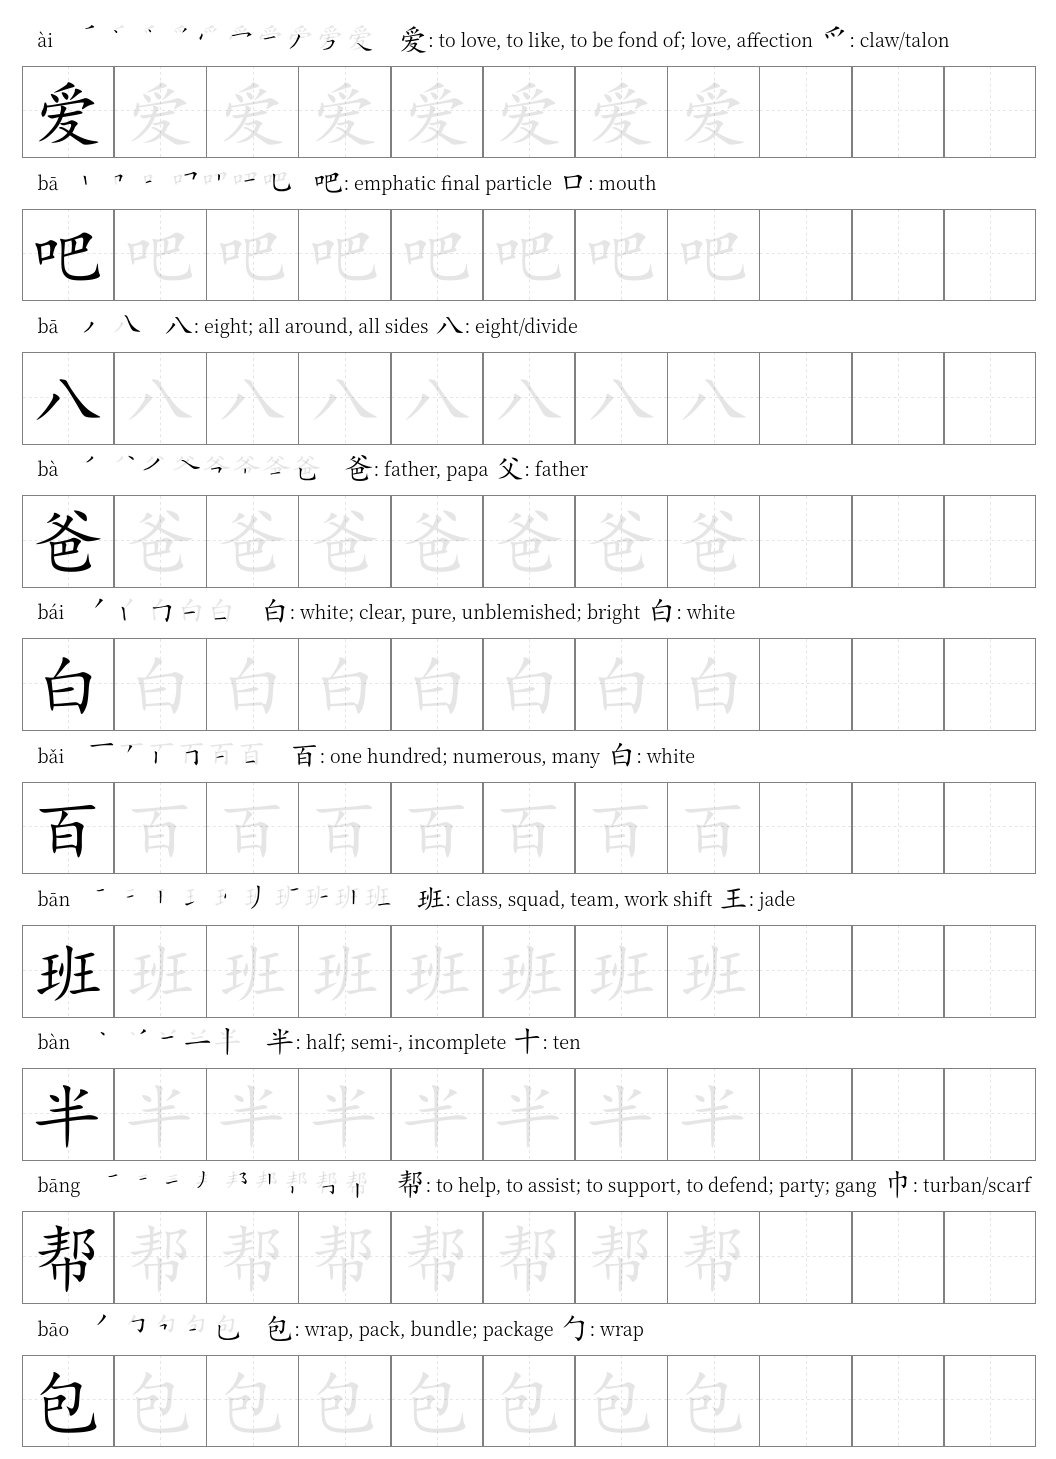 ài 爱: to love, to like, to be fond of; love, affection 爫: claw/talon
爱 爱 爱 爱 爱 爱 爱 爱
bā 吧: emphatic final particle 口: mouth
吧 吧 吧 吧 吧 吧 吧 吧
bā 八: eight; all around, all sides 八: eight/divide
八 八 八 八 八 八 八 八
bà 爸: father, papa 父: father
爸 爸 爸 爸 爸 爸 爸 爸
bái 白: white; clear, pure, unblemished; bright 白: white
白 白 白 白 白 白 白 白
bǎi 百: one hundred; numerous, many 白: white
百 百 百 百 百 百 百 百
bān 班: class, squad, team, work shift 王: jade
班 班 班 班 班 班 班 班
bàn 半: half; semi-, incomplete 十: ten
半 半 半 半 半 半 半 半
bāng 帮: to help, to assist; to support, to defend; party; gang 巾: turban/scarf
帮 帮 帮 帮 帮 帮 帮 帮
bāo 包: wrap, pack, bundle; package 勹: wrap
包 包 包 包 包 包 包 包